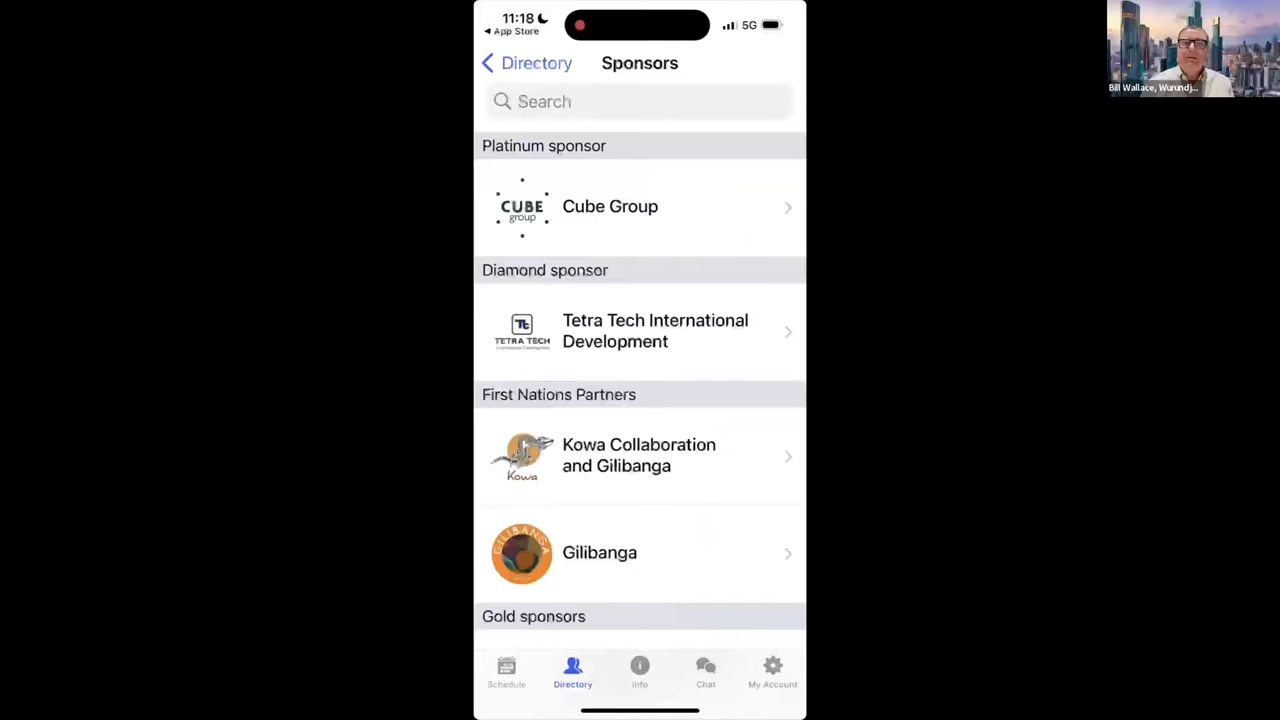 11:18
App Store
5G
Directory
Sponsors
Search
Bill Wallace, Wurundj...
Platinum sponsor
CUBE
group
Cube Group
Diamond sponsor
TETRA TECH
International Development
Tetra Tech International
Development
First Nations Partners
Kowa
Kowa Collaboration
and Gilibanga
GILIBANGA
Gilibanga
Gold sponsors
Schedule
Directory
Info
Chat
My Account